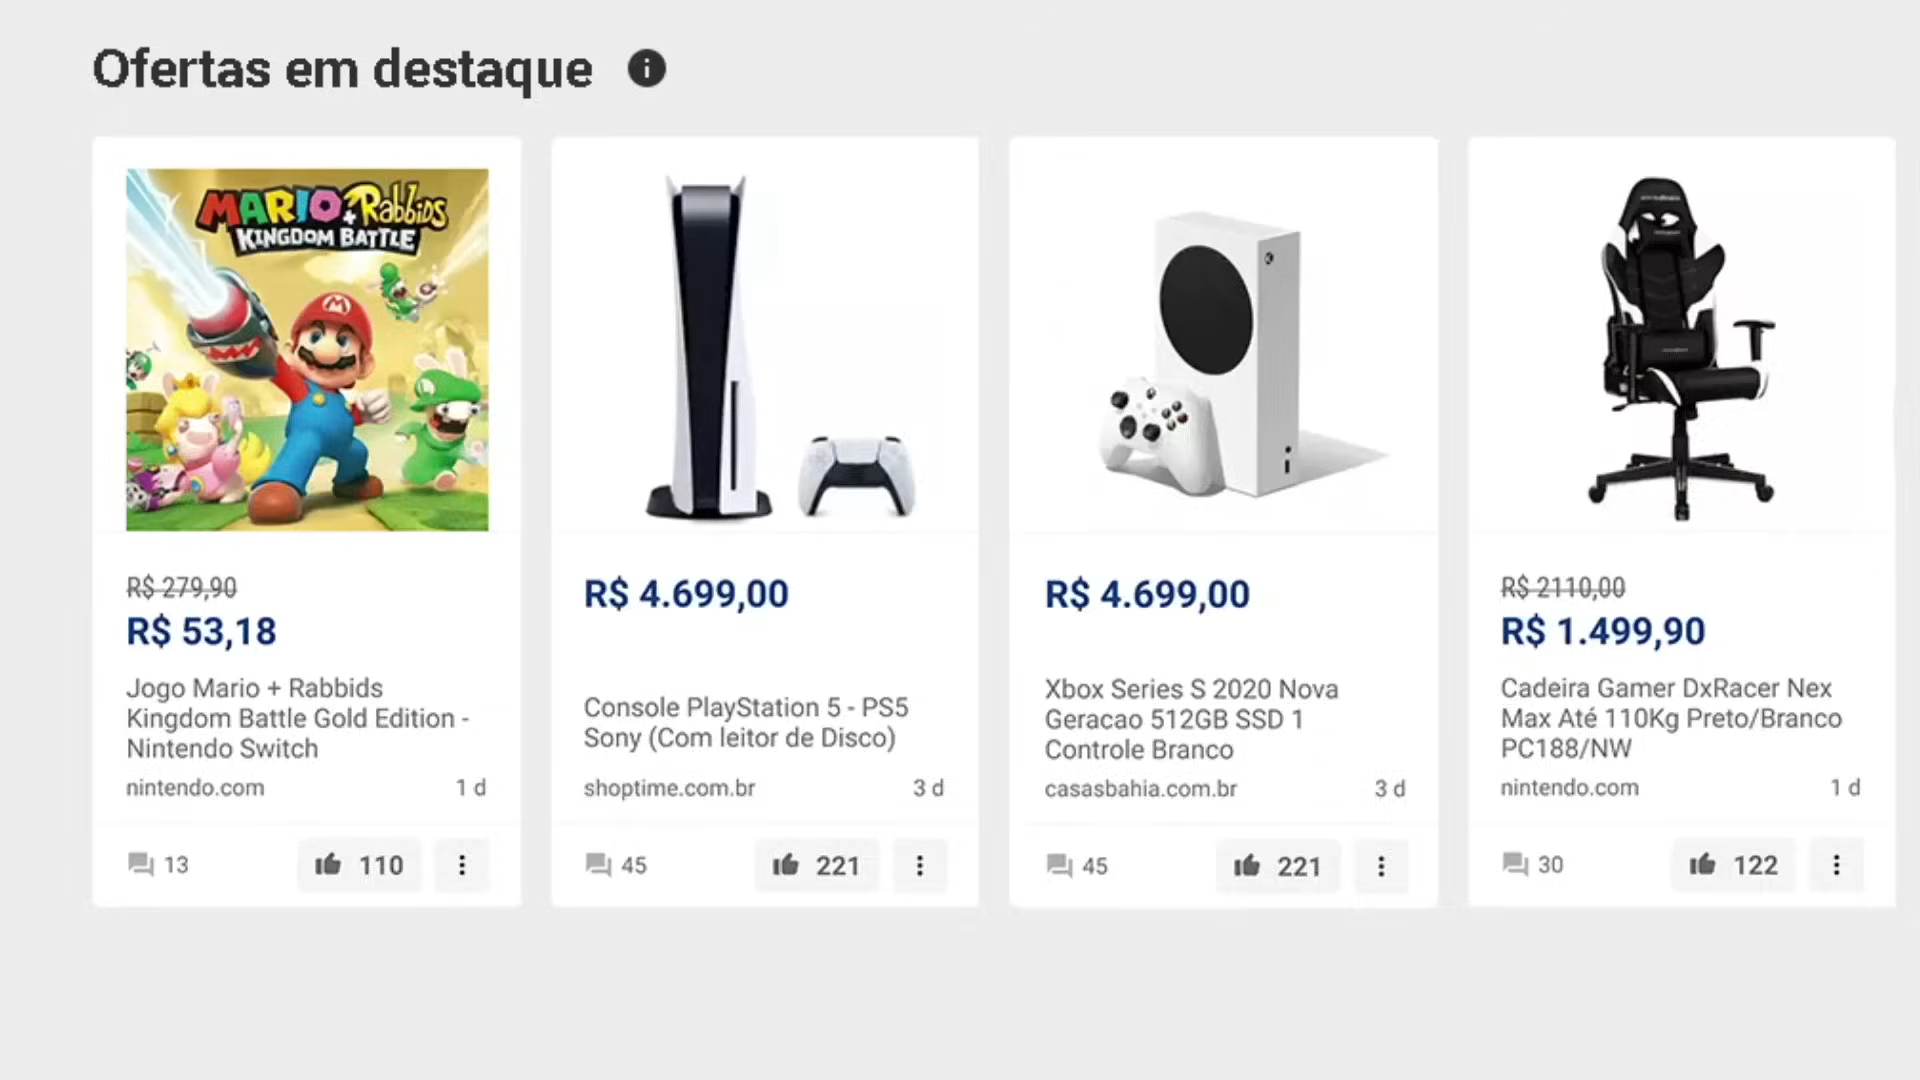 Ofertas em destaque
MARIO + Rabbids
KINGDOM BATTLE
R$ 279,90
R$ 53,18
Jogo Mario + Rabbids
Kingdom Battle Gold Edition -
Nintendo Switch
nintendo.com 1 d
13 110
R$ 4.699,00
Console PlayStation 5 - PS5
Sony (Com leitor de Disco)
shoptime.com.br 3 d
45 221
R$ 4.699,00
Xbox Series S 2020 Nova
Geracao 512GB SSD 1
Controle Branco
casasbahia.com.br 3 d
45 221
R$ 2110,00
R$ 1.499,90
Cadeira Gamer DxRacer Nex
Max Até 110Kg Preto/Branco
PC188/NW
nintendo.com 1 d
30 122